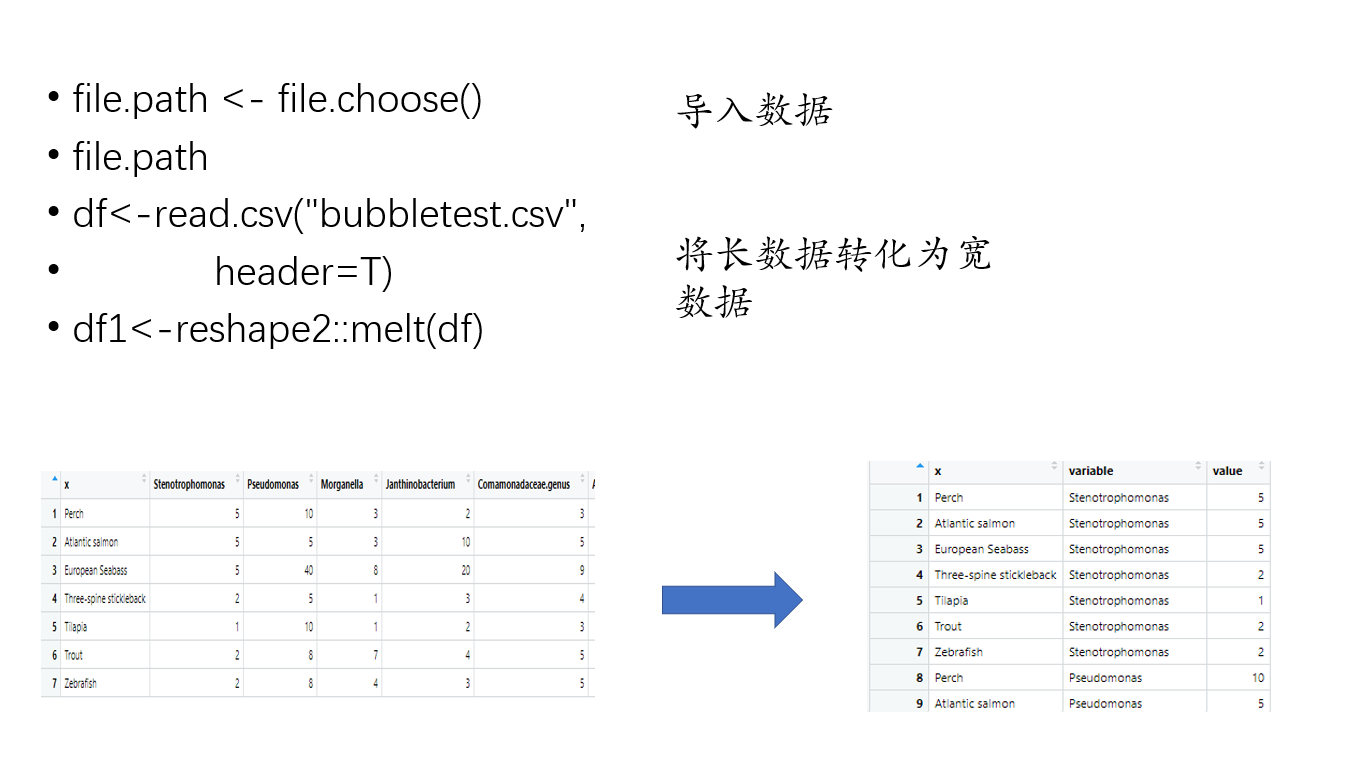 • file.path <- file.choose()
• file.path
• df<-read.csv("bubbletest.csv",
• header=T)
• df1<-reshape2::melt(df)
导入数据
将长数据转化为宽
数据
x Stenotrophomonas Pseudomonas Morganella Janthinobacterium Comamonadaceae.genus
1 Perch 5 10 3 2 3
2 Atlantic salmon 5 5 3 10 5
3 European Seabass 5 40 8 20 9
4 Three-spine stickleback 2 5 1 3 4
5 Tilapia 1 10 1 2 3
6 Trout 2 8 7 4 5
7 Zebrafish 2 8 4 3 5
x variable value
1 Perch Stenotrophomonas 5
2 Atlantic salmon Stenotrophomonas 5
3 European Seabass Stenotrophomonas 5
4 Three-spine stickleback Stenotrophomonas 2
5 Tilapia Stenotrophomonas 1
6 Trout Stenotrophomonas 2
7 Zebrafish Stenotrophomonas 2
8 Perch Pseudomonas 10
9 Atlantic salmon Pseudomonas 5